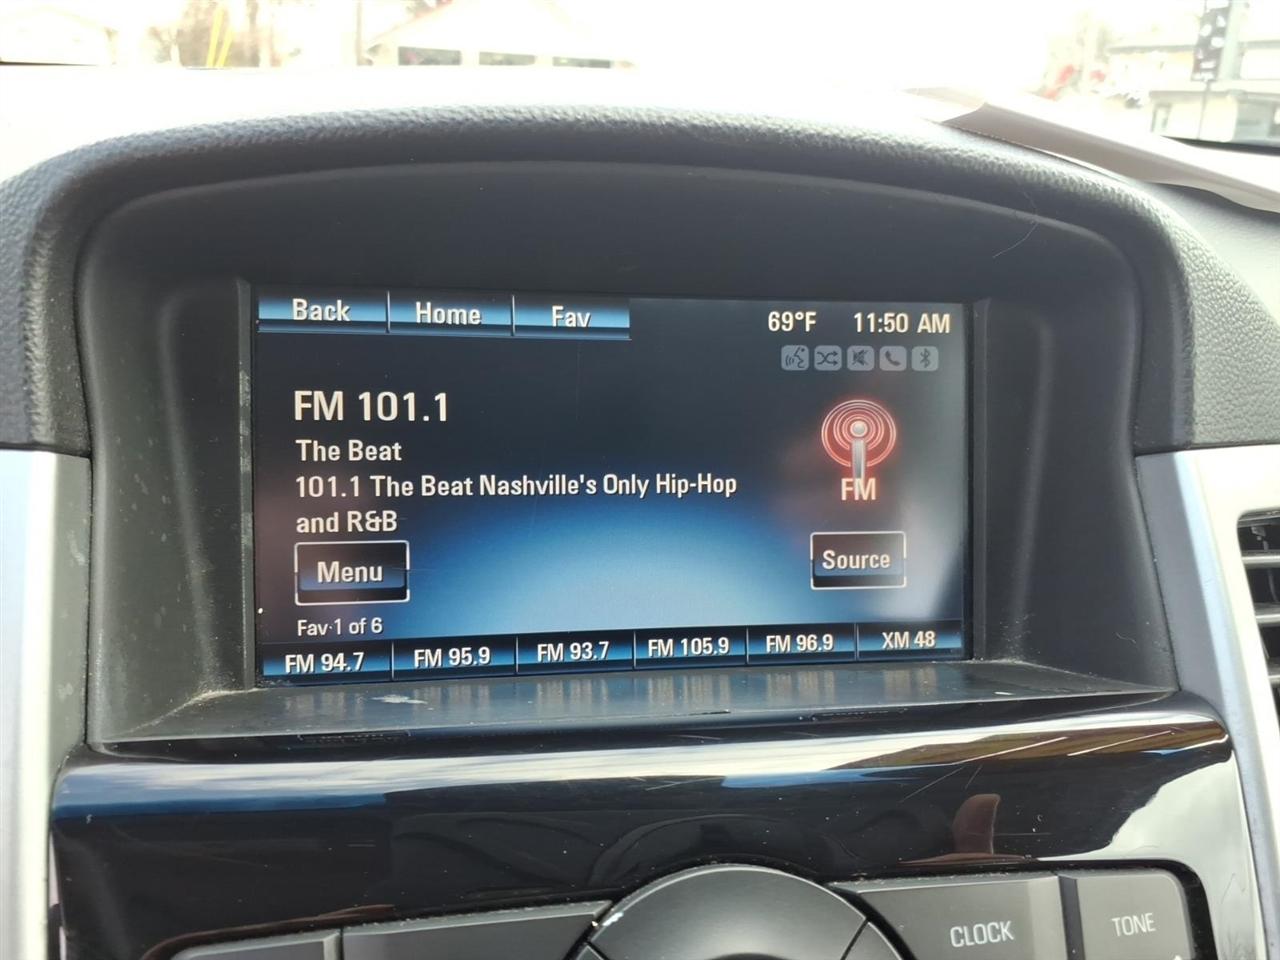 Back Home Fav 69°F 11:50 AM
FM 101.1
The Beat
101.1 The Beat Nashville's Only Hip-Hop
and R&B
FM
Menu
Source
Fav·1 of 6
FM 94.7 FM 95.9 FM 93.7 FM 105.9 FM 96.9 XM 48
CLOCK
TONE